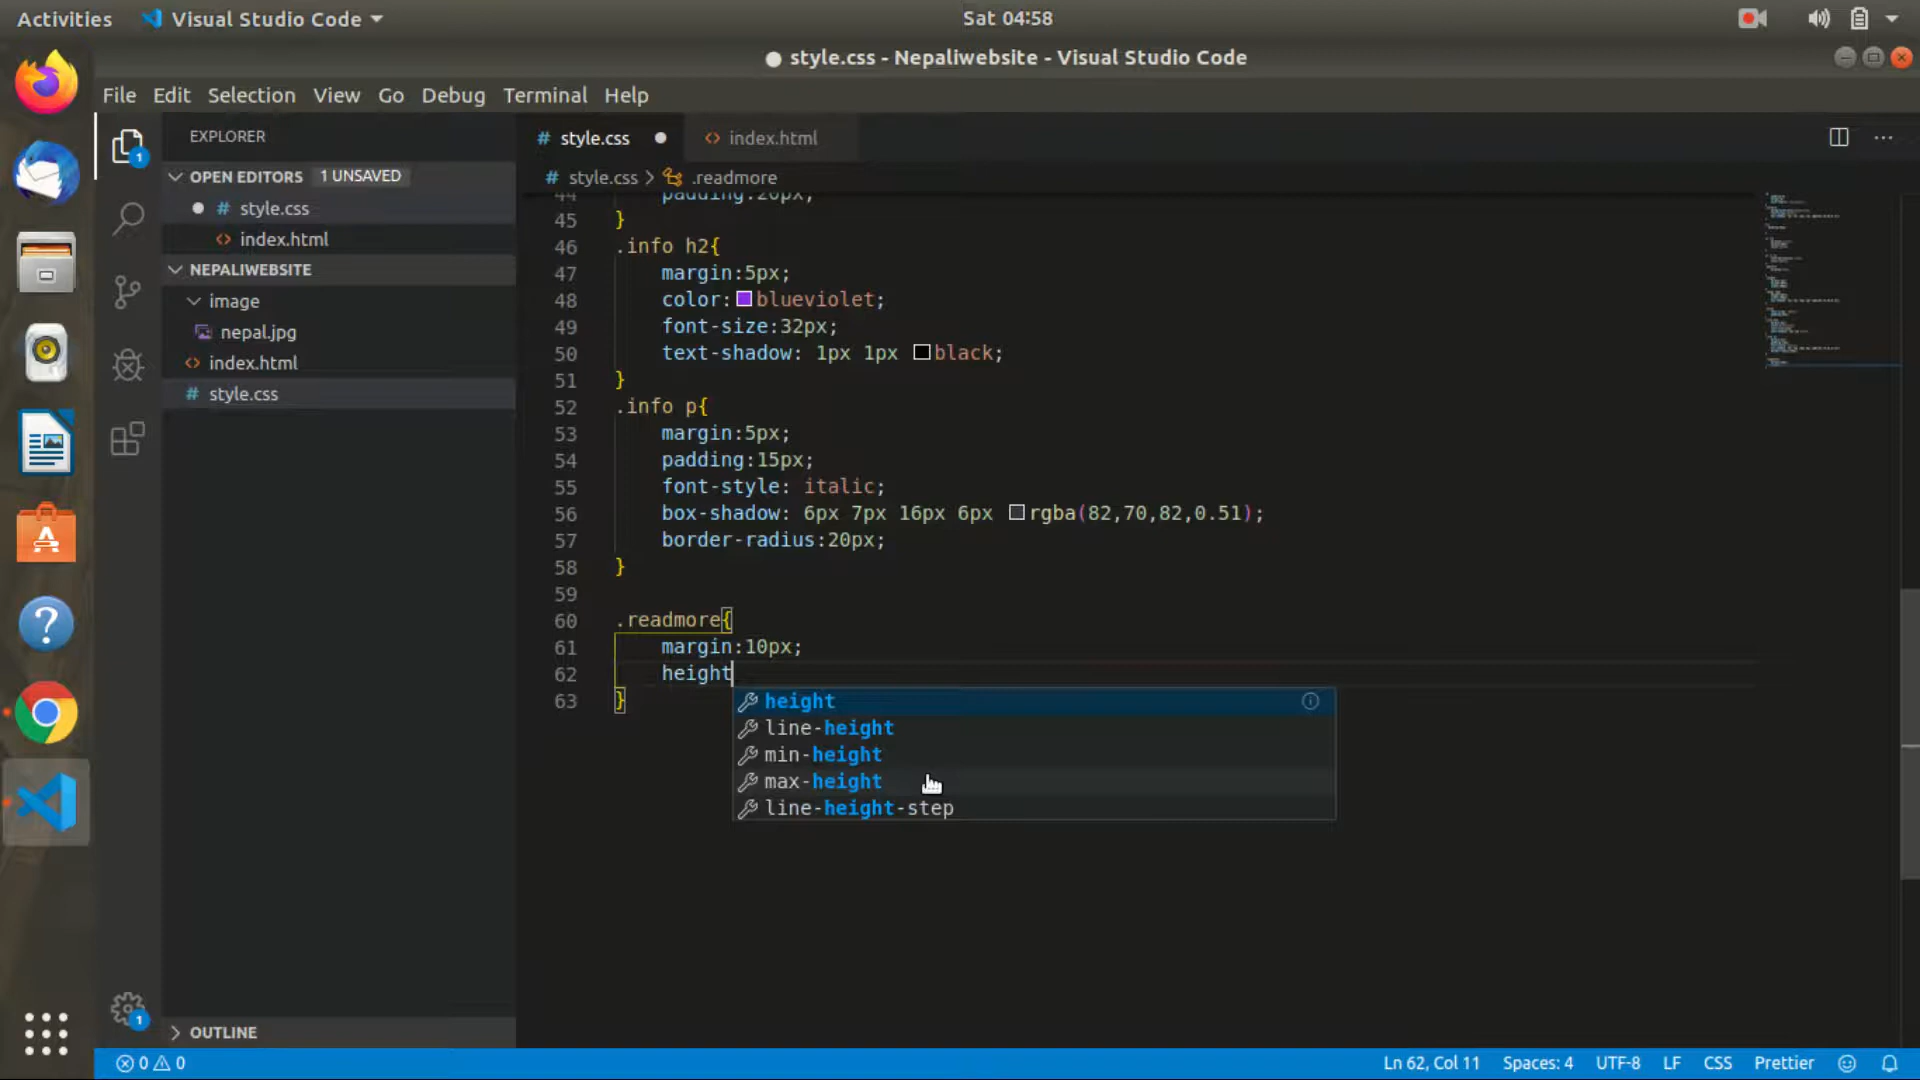 Activities
Visual Studio Code
Sat 04:58
● style.css - Nepaliwebsite - Visual Studio Code
File Edit Selection View Go Debug Terminal Help
EXPLORER
OPEN EDITORS 1 UNSAVED
# style.css
<> index.html
NEPALIWEBSITE
image
nepal.jpg
<> index.html
# style.css
OUTLINE
# style.css ●
<> index.html
# style.css > .readmore
44 padding:20px;
45 }
46 .info h2{
47 margin:5px;
48 color: blueviolet;
49 font-size:32px;
50 text-shadow: 1px 1px black;
51 }
52 .info p{
53 margin:5px;
54 padding:15px;
55 font-style: italic;
56 box-shadow: 6px 7px 16px 6px rgba(82,70,82,0.51);
57 border-radius:20px;
58 }
59
60 .readmore{
61 margin:10px;
62 height
63 }
height
line-height
min-height
max-height
line-height-step
1
1
0 0
Ln 62, Col 11 Spaces: 4 UTF-8 LF CSS Prettier